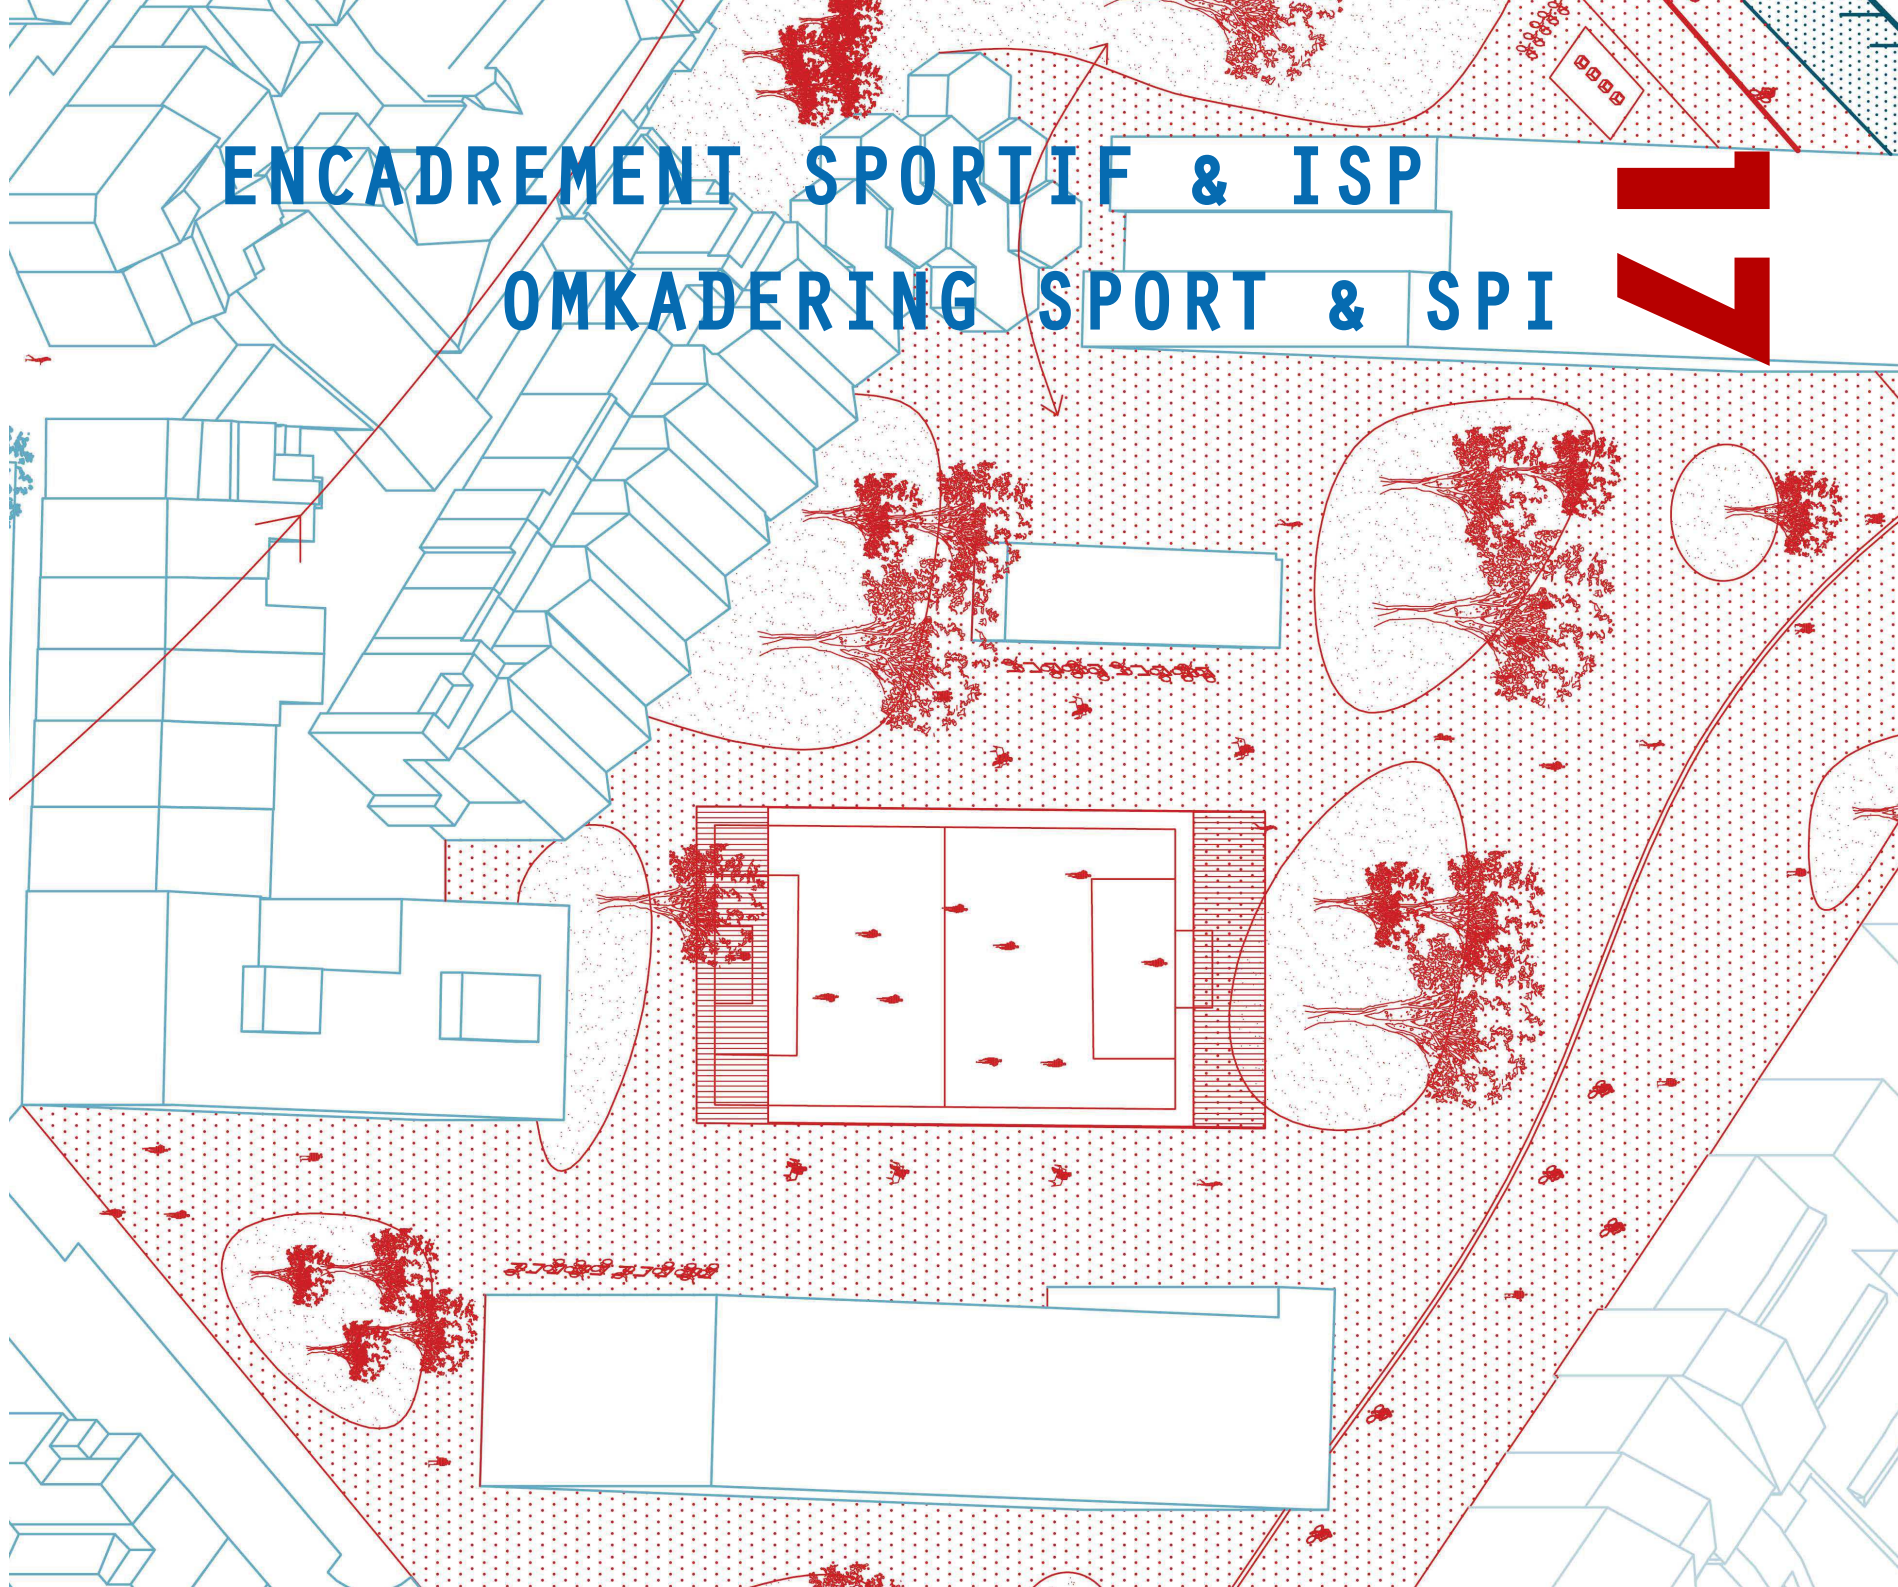 ENCADREMENT SPORTIF & ISP
OMKADERING SPORT & SPI
17